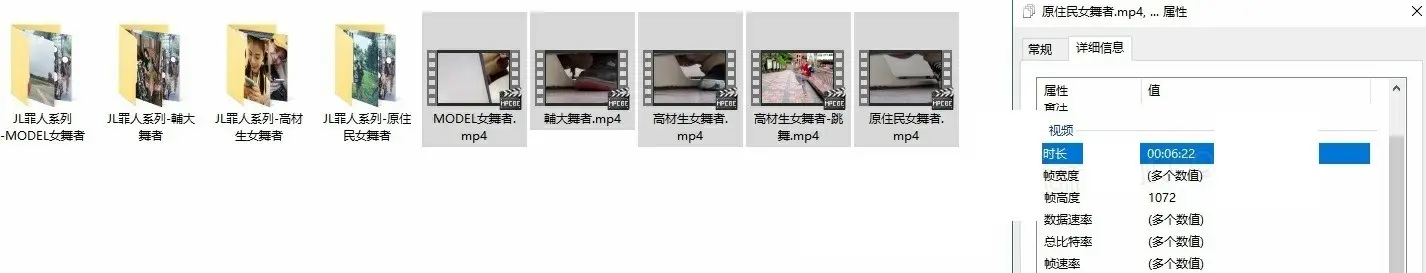 JL罪人系列
-MODEL女舞者
JL罪人系列-輔大
舞者
JL罪人系列-高材
生女舞者
JL罪人系列-原住
民女舞者
MODEL女舞者.
mp4
輔大舞者.mp4
高材生女舞者.
mp4
高材生女舞者-跳
舞.mp4
原住民女舞者.
mp4
MPCBE
MPCBE
MPCBE
MPCBE
MPCBE
原住民女舞者.mp4, ... 属性
常规
详细信息
属性
值
备注
视频
时长
00:06:22
帧宽度
(多个数值)
帧高度
1072
数据速率
(多个数值)
总比特率
(多个数值)
帧速率
(多个数值)